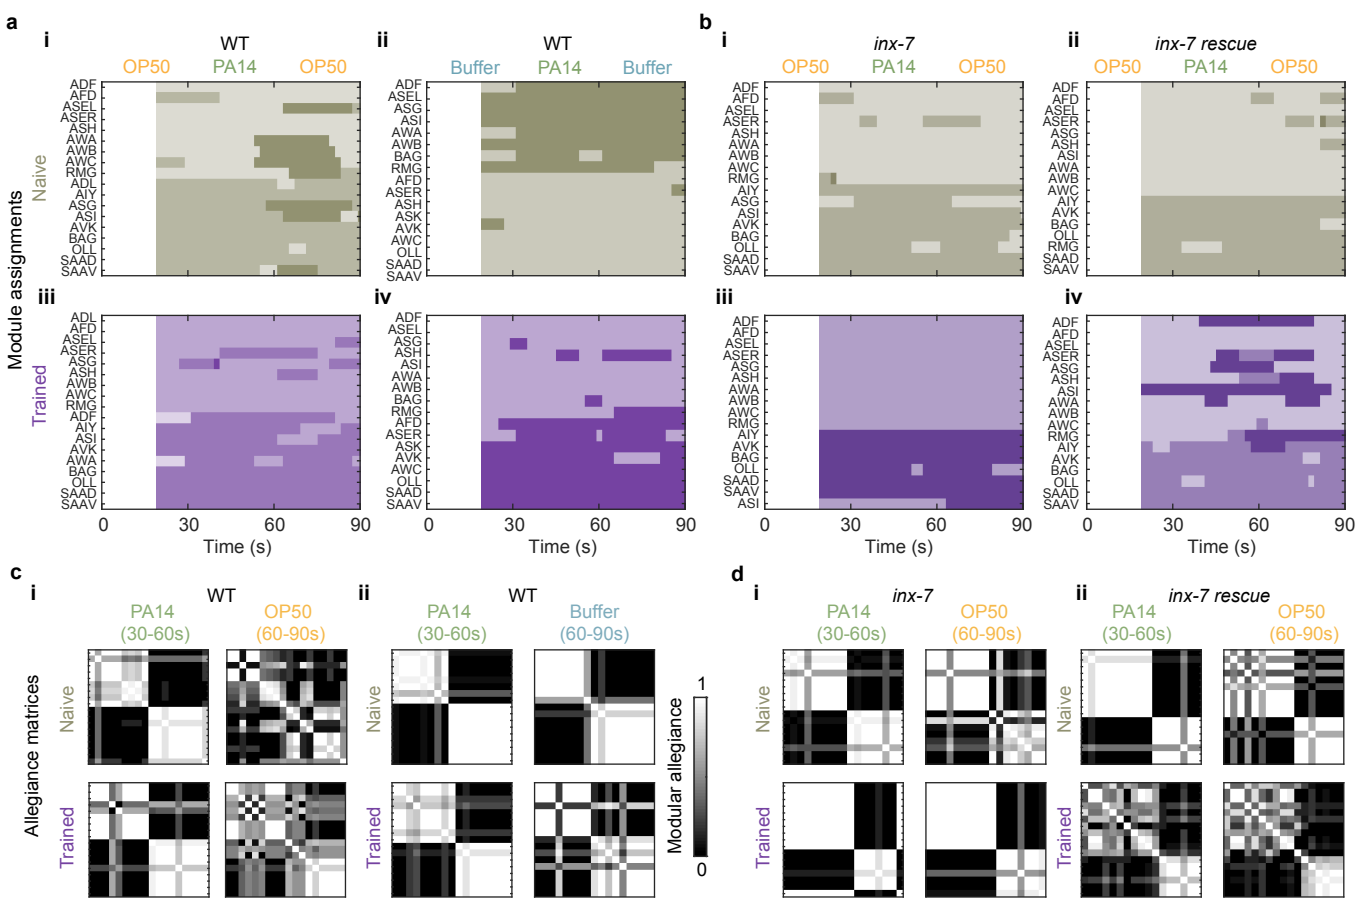 a
b
i
WT
ii
WT
i
inx-7
ii
inx-7 rescue
OP50 PA14 OP50
Buffer PA14 Buffer
OP50 PA14 OP50
OP50 PA14 OP50
Module assignments
Naive
ADF
AFD
ASEL
ASER
ASH
AWA
AWB
AWC
RMG
ADL
AIY
ASG
ASI
AVK
BAG
OLL
SAAD
SAAV
ADF
ASEL
ASG
ASI
AWA
AWB
BAG
RMG
AFD
ASER
ASH
ASK
AVK
AWC
OLL
SAAD
SAAV
ADF
AFD
ASEL
ASER
ASH
AWA
AWB
AWC
RMG
AIY
ASG
ASI
AVK
BAG
OLL
SAAD
SAAV
ADF
AFD
ASEL
ASER
ASG
ASH
ASI
AWA
AWB
AWC
AIY
AVK
BAG
OLL
RMG
SAAD
SAAV
iii
iv
iii
iv
Trained
ADL
AFD
ASEL
ASER
ASG
ASH
AWB
AWC
RMG
ADF
AIY
ASI
AVK
AWA
BAG
OLL
SAAD
SAAV
ADF
ASEL
ASG
ASH
ASI
AWA
AWB
BAG
RMG
AFD
ASER
ASK
AVK
AWC
OLL
SAAD
SAAV
ADF
AFD
ASEL
ASER
ASG
ASH
AWA
AWB
AWC
RMG
AIY
AVK
BAG
OLL
SAAD
SAAV
ASI
ADF
AFD
ASEL
ASER
ASG
ASH
ASI
AWA
AWB
AWC
RMG
AIY
AVK
BAG
OLL
SAAD
SAAV
0 30 60 90
0 30 60 90
0 30 60 90
0 30 60 90
Time (s)
Time (s)
Time (s)
Time (s)
c
d
i
WT
ii
WT
i
inx-7
ii
inx-7 rescue
PA14
(30-60s)
OP50
(60-90s)
PA14
(30-60s)
Buffer
(60-90s)
PA14
(30-60s)
OP50
(60-90s)
PA14
(30-60s)
OP50
(60-90s)
Allegiance matrices
Naive
Trained
Modular allegiance
1
0
Naive
Trained
Naive
Trained
Naive
Trained